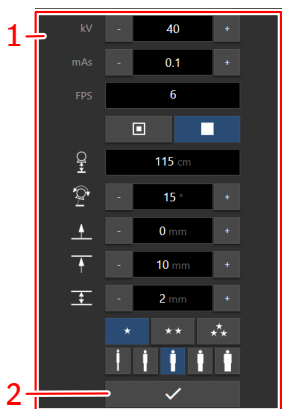 1
kV - 40 +
mAs - 0.1 +
FPS 6
115 cm
- 15 ° +
- 0 mm +
- 10 mm +
- 2 mm +
2